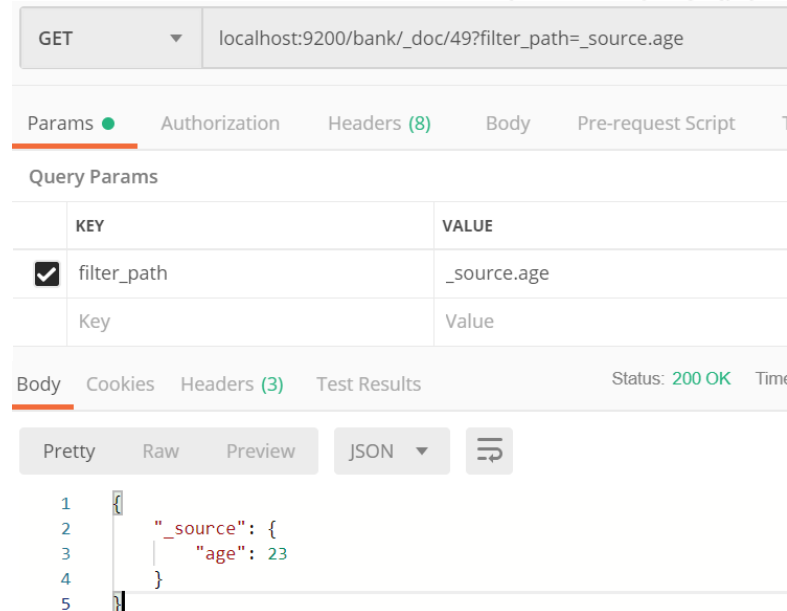 GET localhost:9200/bank/_doc/49?filter_path=_source.age
Params Authorization Headers (8) Body Pre-request Script
Query Params
KEY VALUE
filter_path _source.age
Key Value
Body Cookies Headers (3) Test Results Status: 200 OK Time
Pretty Raw Preview JSON
1 {
2 "_source": {
3 "age": 23
4 }
5 }